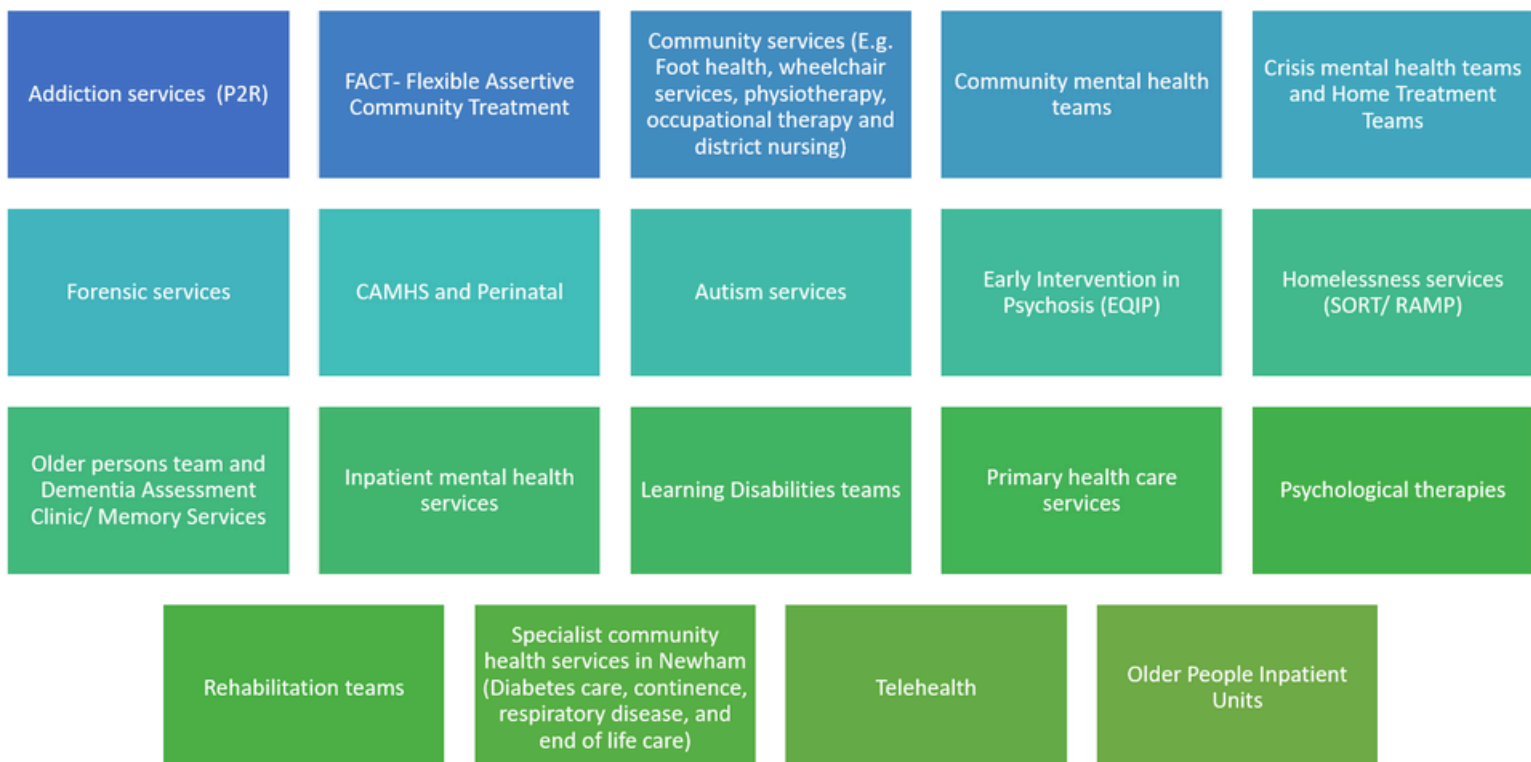 Addiction services (P2R)
FACT- Flexible Assertive
Community Treatment
Community services (E.g.
Foot health, wheelchair
services, physiotherapy,
occupational therapy and
district nursing)
Community mental health
teams
Crisis mental health teams
and Home Treatment
Teams
Forensic services
CAMHS and Perinatal
Autism services
Early Intervention in
Psychosis (EQIP)
Homelessness services
(SORT/ RAMP)
Older persons team and
Dementia Assessment
Clinic/ Memory Services
Inpatient mental health
services
Learning Disabilities teams
Primary health care
services
Psychological therapies
Rehabilitation teams
Specialist community
health services in Newham
(Diabetes care, continence,
respiratory disease, and
end of life care)
Telehealth
Older People Inpatient
Units